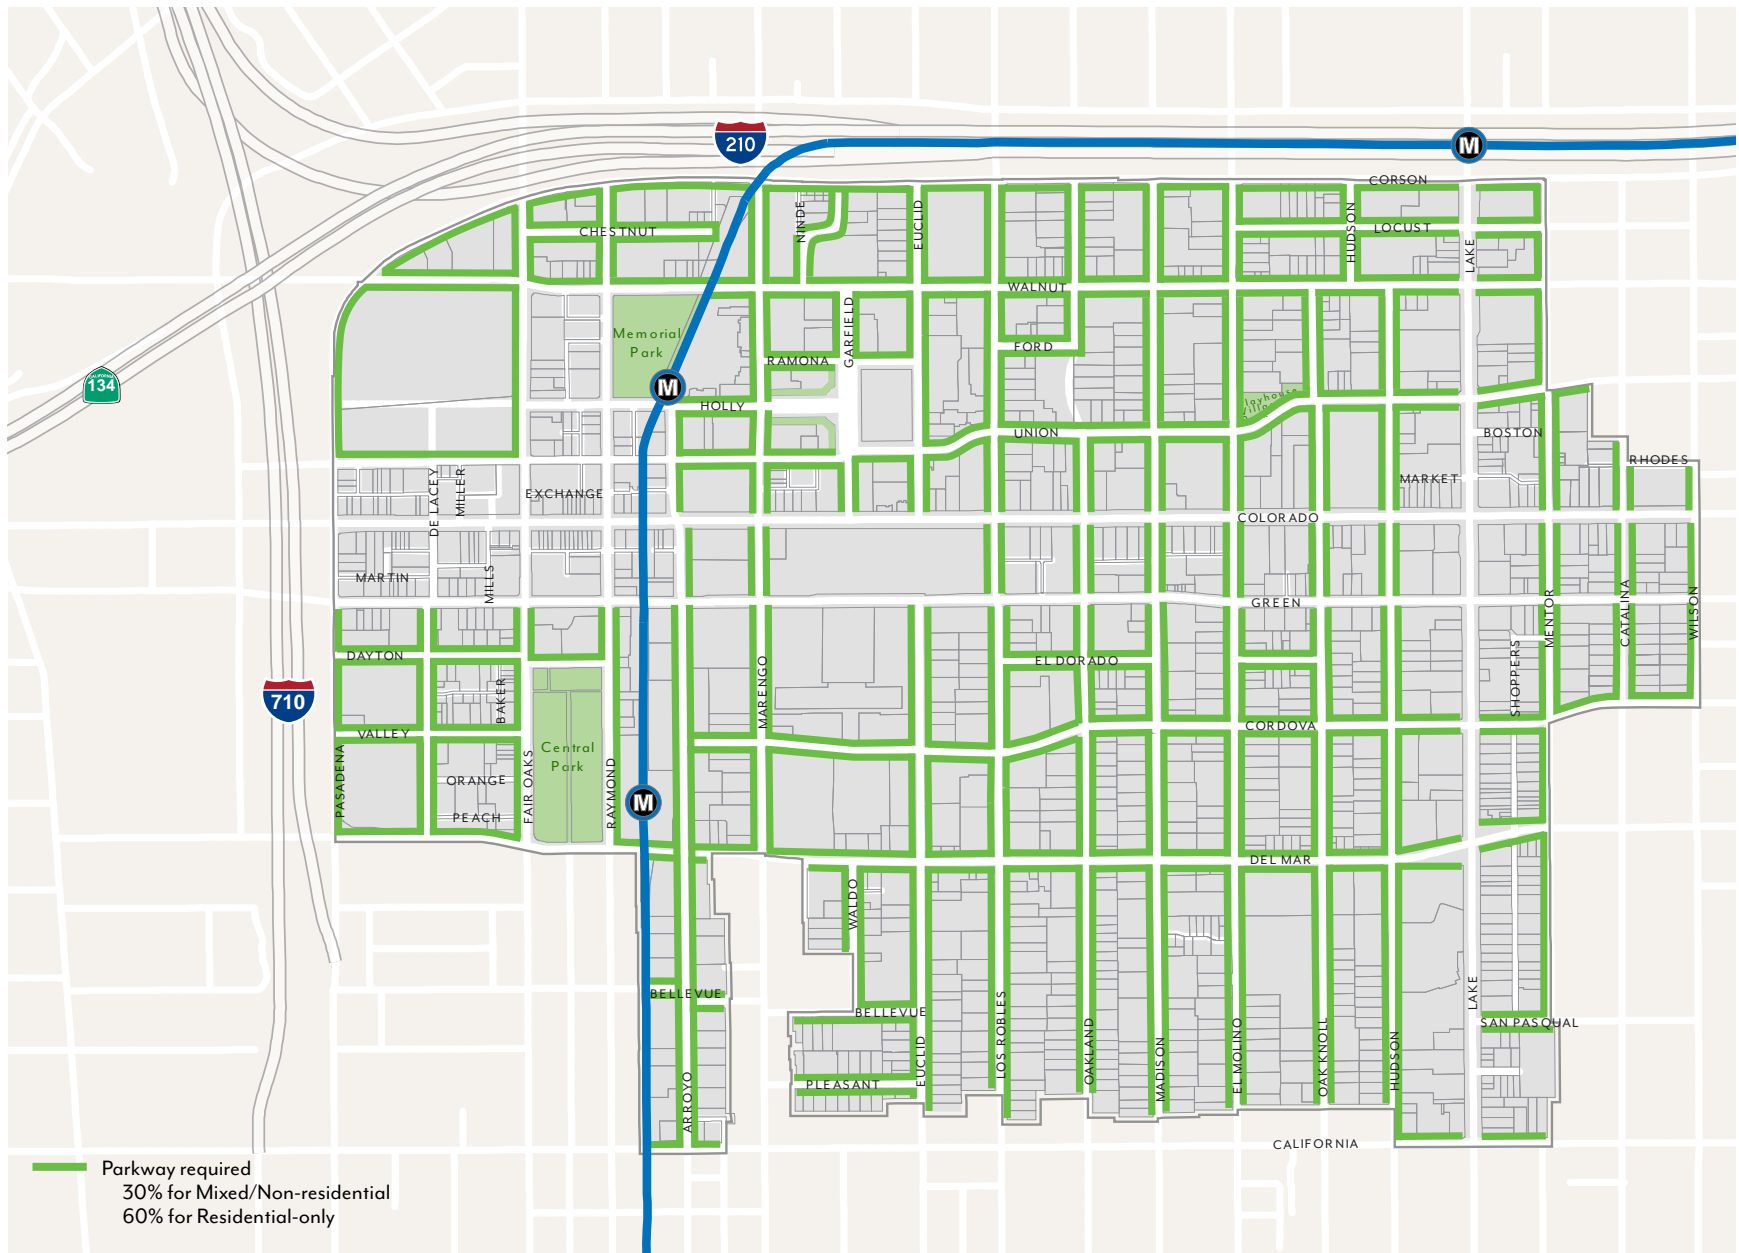 210
M
CORSON
HUDSON
NINDE
EUCLID
CHESTNUT
LOCUST
LAKE
WALNUT
GARFIELD
Memorial
Park
FORD
RAMONA
CALIFORNIA
134
M
HOLLY
UNION
BOSTON
RHODES
DE LACEY
MILLER
EXCHANGE
MARKET
COLORADO
MARTIN
MILLS
GREEN
MENTOR
CATALINA
WILSON
DAYTON
EL DORADO
SHOPPERS
710
BAKER
MARENGO
VALLEY
CORDOVA
Central
Park
PASADENA
ORANGE
FAIR OAKS
RAYMOND
M
PEACH
DEL MAR
WALDO
BELLEVUE
LAKE
BELLEVUE
SAN PASQUAL
EUCLID
LOS ROBLES
OAKLAND
MADISON
EL MOLINO
OAK KNOLL
HUDSON
PLEASANT
ARROYO
CALIFORNIA
Parkway required
30% for Mixed/Non-residential
60% for Residential-only